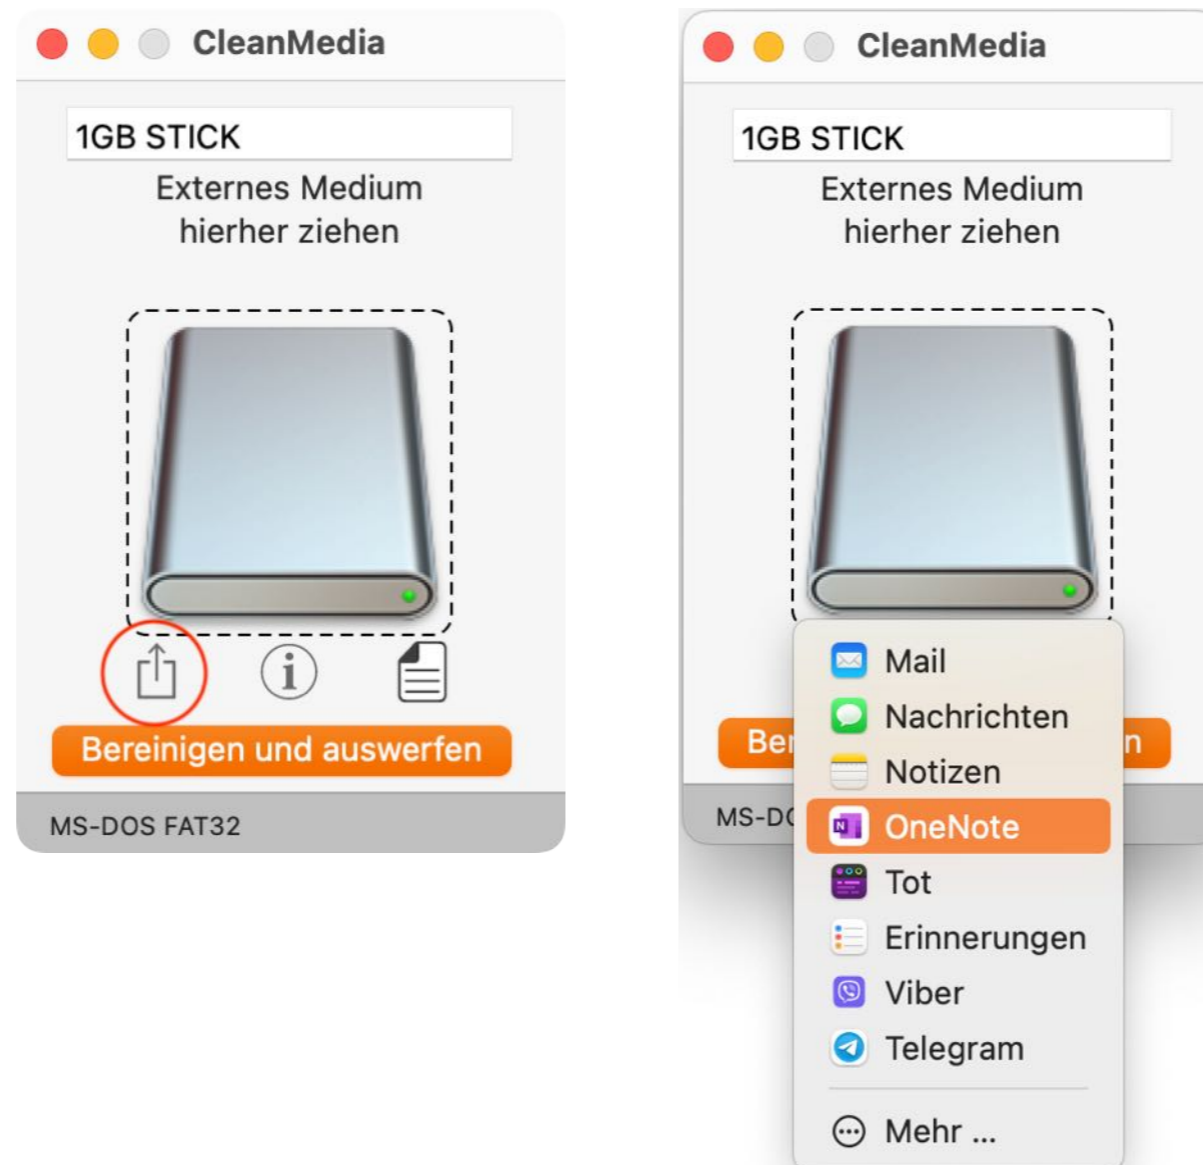 CleanMedia
1GB STICK
Externes Medium
hierher ziehen
Bereinigen und auswerfen
MS-DOS FAT32
CleanMedia
1GB STICK
Externes Medium
hierher ziehen
Mail
Nachrichten
Notizen
OneNote
Tot
Erinnerungen
Viber
Telegram
Mehr ...